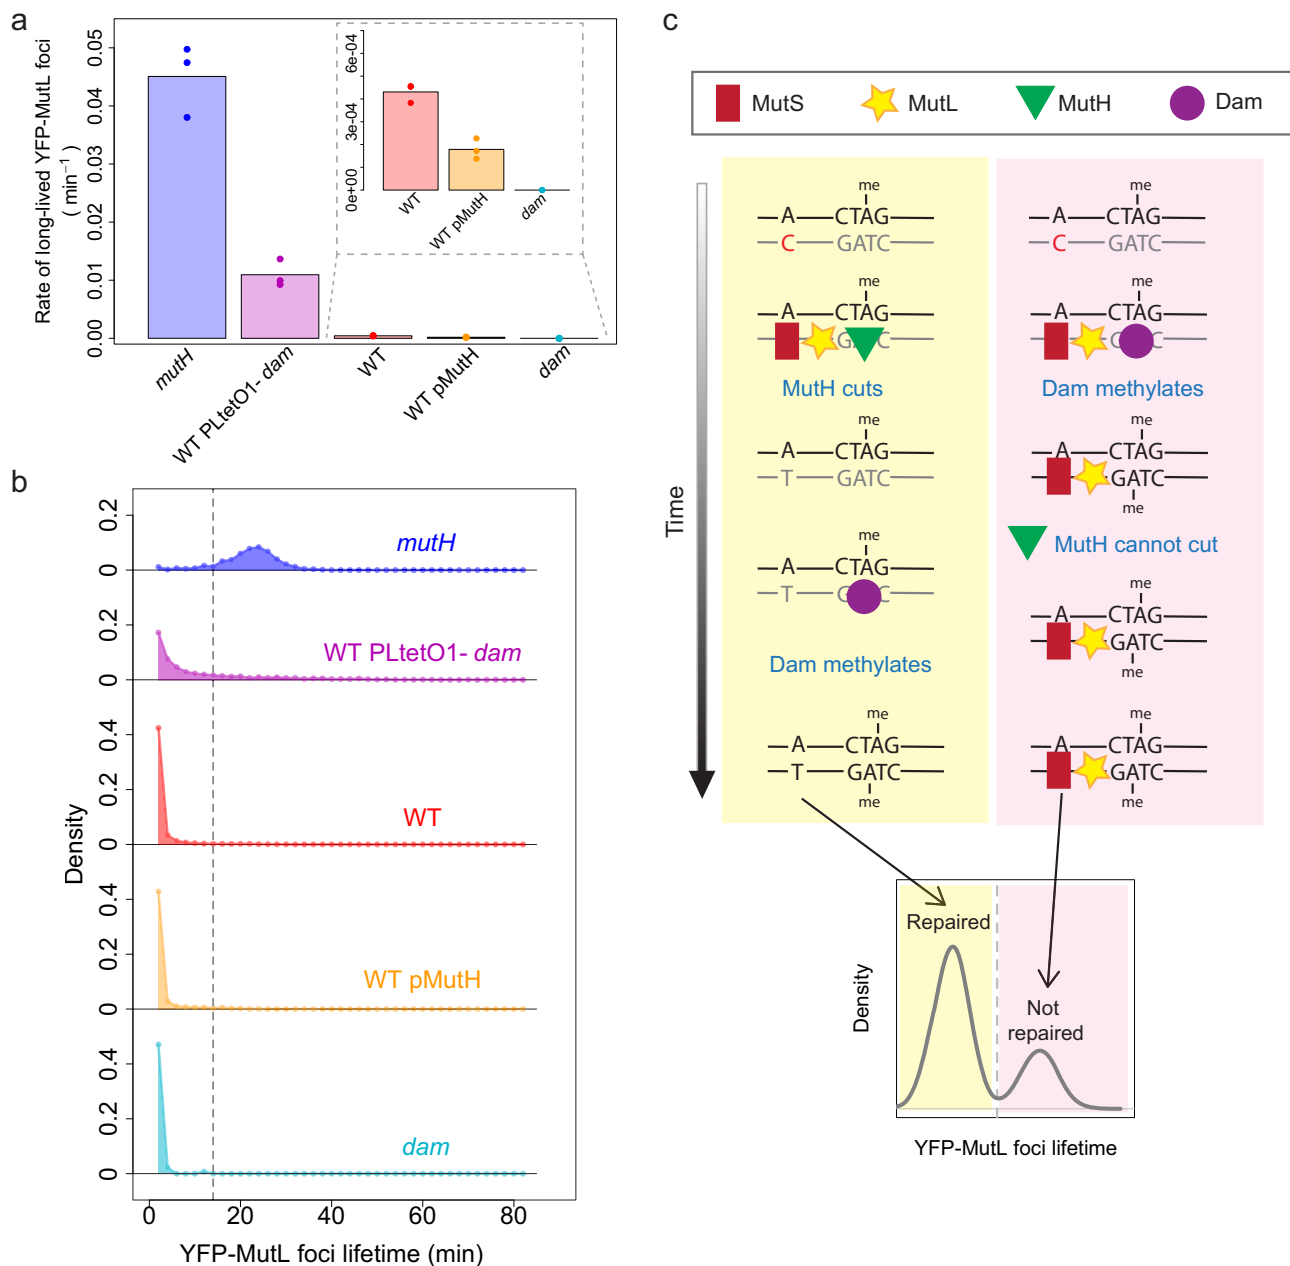 a
Rate of long-lived YFP-MutL foci
( min−1 )
0.00
0.01
0.02
0.03
0.04
0.05
mutH
WT PLtetO1- dam
WT
WT pMutH
dam
0e+00
3e-04
6e-04
WT
WT pMutH
dam
b
Density
0.2
0
mutH
0.2
0
WT PLtetO1- dam
0.4
0.2
0
WT
0.4
0.2
0
WT pMutH
0.4
0.2
0
dam
0
20
40
60
80
YFP-MutL foci lifetime (min)
c
MutS
MutL
MutH
Dam
Time
me
A CTAG
C GATC
me
A CTAG
GATC
MutH cuts
me
A CTAG
T GATC
me
A CTAG
T G C
Dam methylates
me
A CTAG
T GATC
me
me
A CTAG
C GATC
me
A CTAG
G C
Dam methylates
me
A CTAG
GATC
me
MutH cannot cut
me
A CTAG
GATC
me
me
A CTAG
GATC
me
Repaired
Not
repaired
Density
YFP-MutL foci lifetime